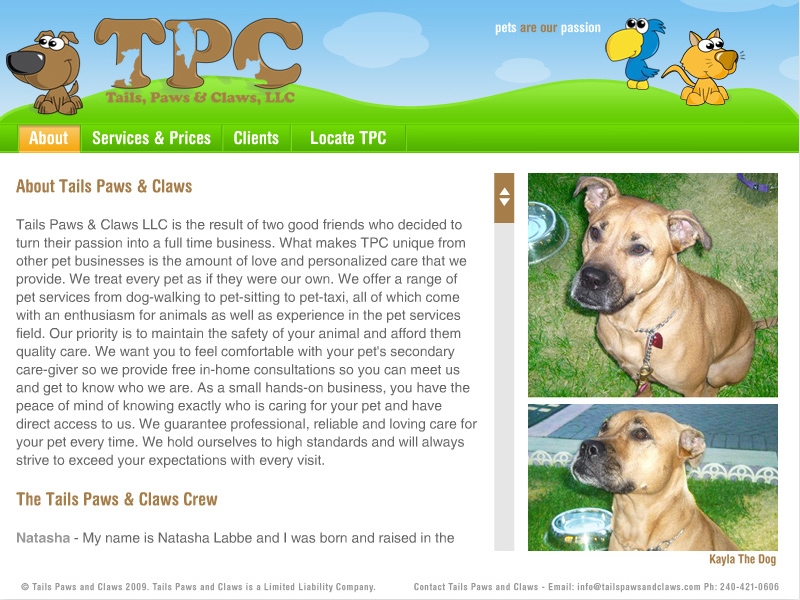 TPC
Tails, Paws & Claws, LLC
pets are our passion
About
Services & Prices
Clients
Locate TPC
About Tails Paws & Claws
Tails Paws & Claws LLC is the result of two good friends who decided to
turn their passion into a full time business. What makes TPC unique from
other pet businesses is the amount of love and personalized care that we
provide. We treat every pet as if they were our own. We offer a range of
pet services from dog-walking to pet-sitting to pet-taxi, all of which come
with an enthusiasm for animals as well as experience in the pet services
field. Our priority is to maintain the safety of your animal and afford them
quality care. We want you to feel comfortable with your pet's secondary
care-giver so we provide free in-home consultations so you can meet us
and get to know who we are. As a small hands-on business, you have the
peace of mind of knowing exactly who is caring for your pet and have
direct access to us. We guarantee professional, reliable and loving care for
your pet every time. We hold ourselves to high standards and will always
strive to exceed your expectations with every visit.
The Tails Paws & Claws Crew
Natasha - My name is Natasha Labbe and I was born and raised in the
Kayla The Dog
© Tails Paws and Claws 2009. Tails Paws and Claws is a Limited Liability Company.
Contact Tails Paws and Claws - Email: info@tailspawsandclaws.com Ph: 240-421-0606